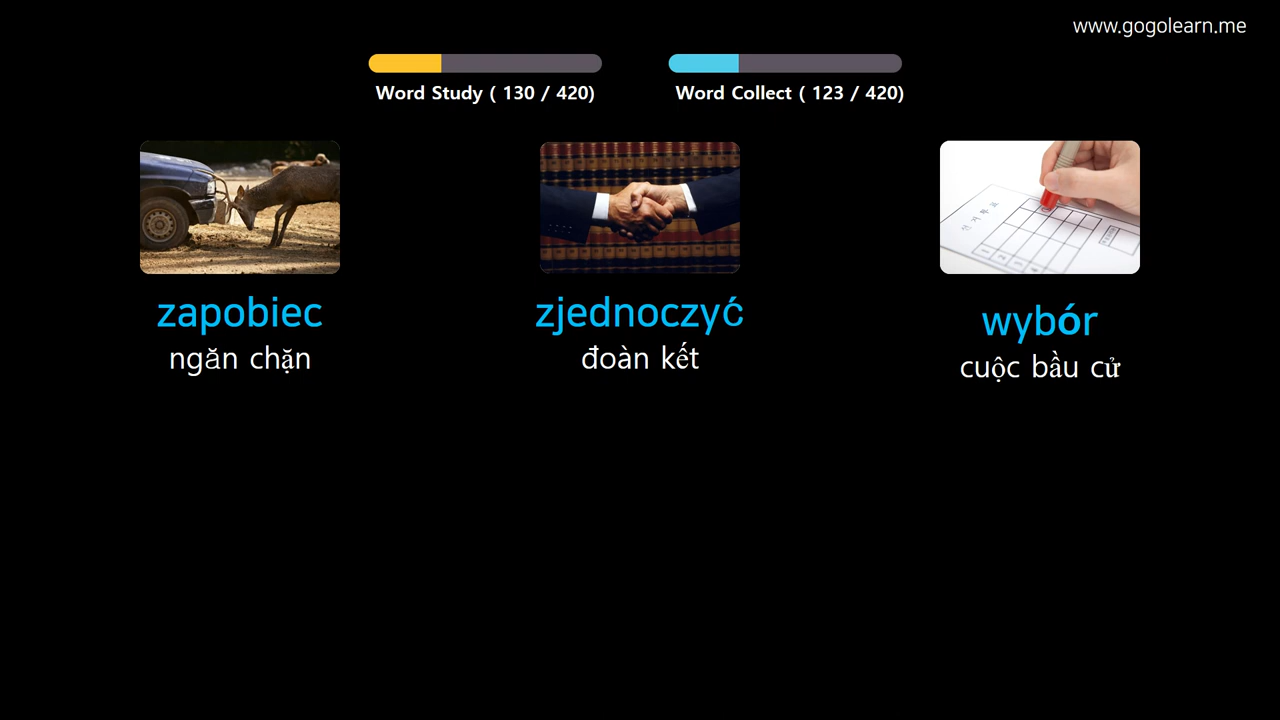 www.gogolearn.me
Word Study ( 130 / 420)
Word Collect ( 123 / 420)
zapobiec
ngăn chặn
zjednoczyć
đoàn kết
wybór
cuộc bầu cử